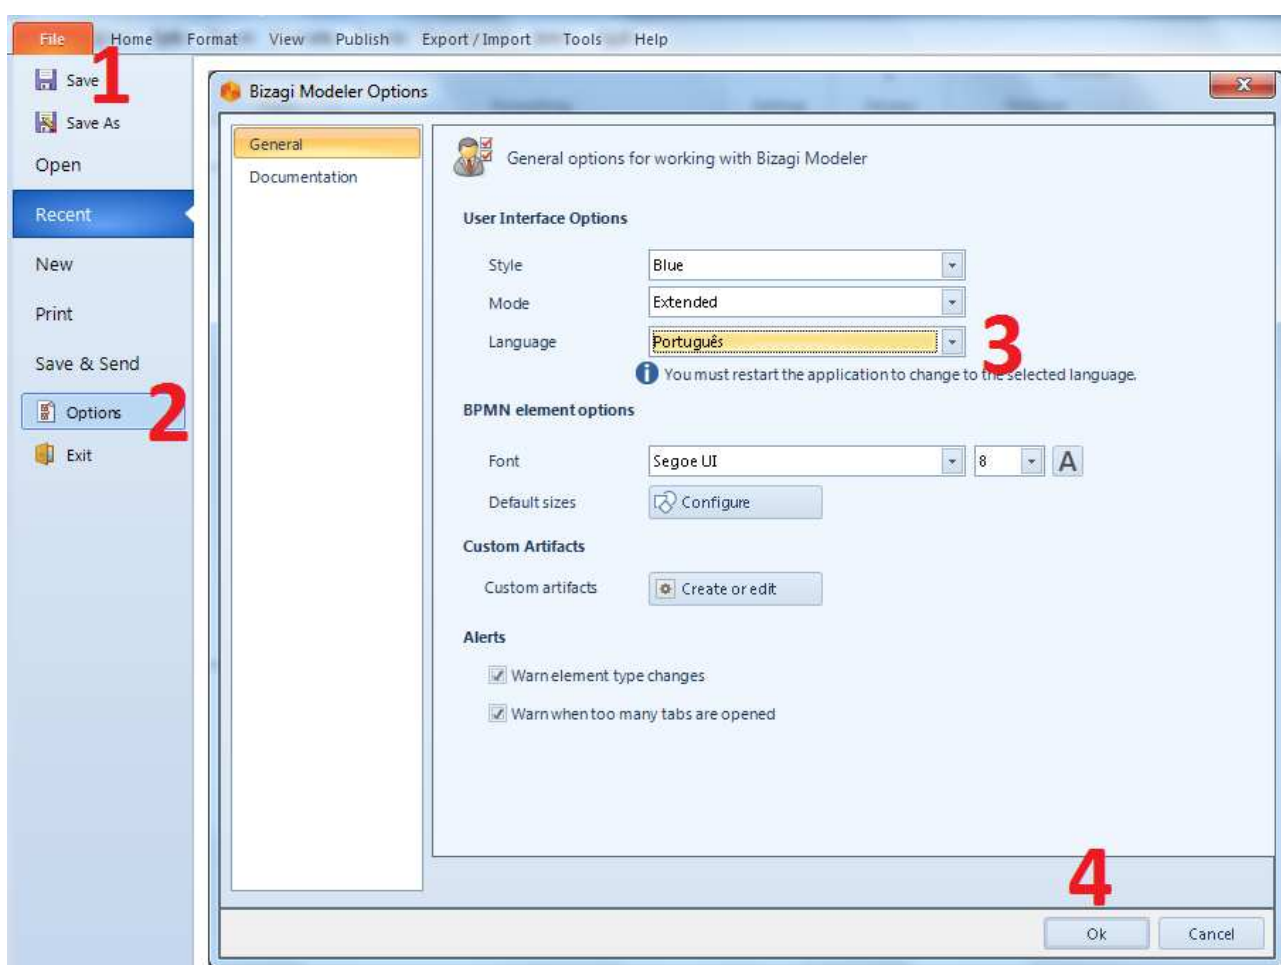 File Home Format View Publish Export / Import Tools Help
1
Save
Save As
Open
Recent
New
Print
Save & Send
Options
2
Exit
Bizagi Modeler Options
General
Documentation
General options for working with Bizagi Modeler
User Interface Options
Style Blue
Mode Extended
Language Português
3
You must restart the application to change to the selected language.
BPMN element options
Font Segoe UI 8 A
Default sizes Configure
Custom Artifacts
Custom artifacts Create or edit
Alerts
Warn element type changes
Warn when too many tabs are opened
4
Ok Cancel